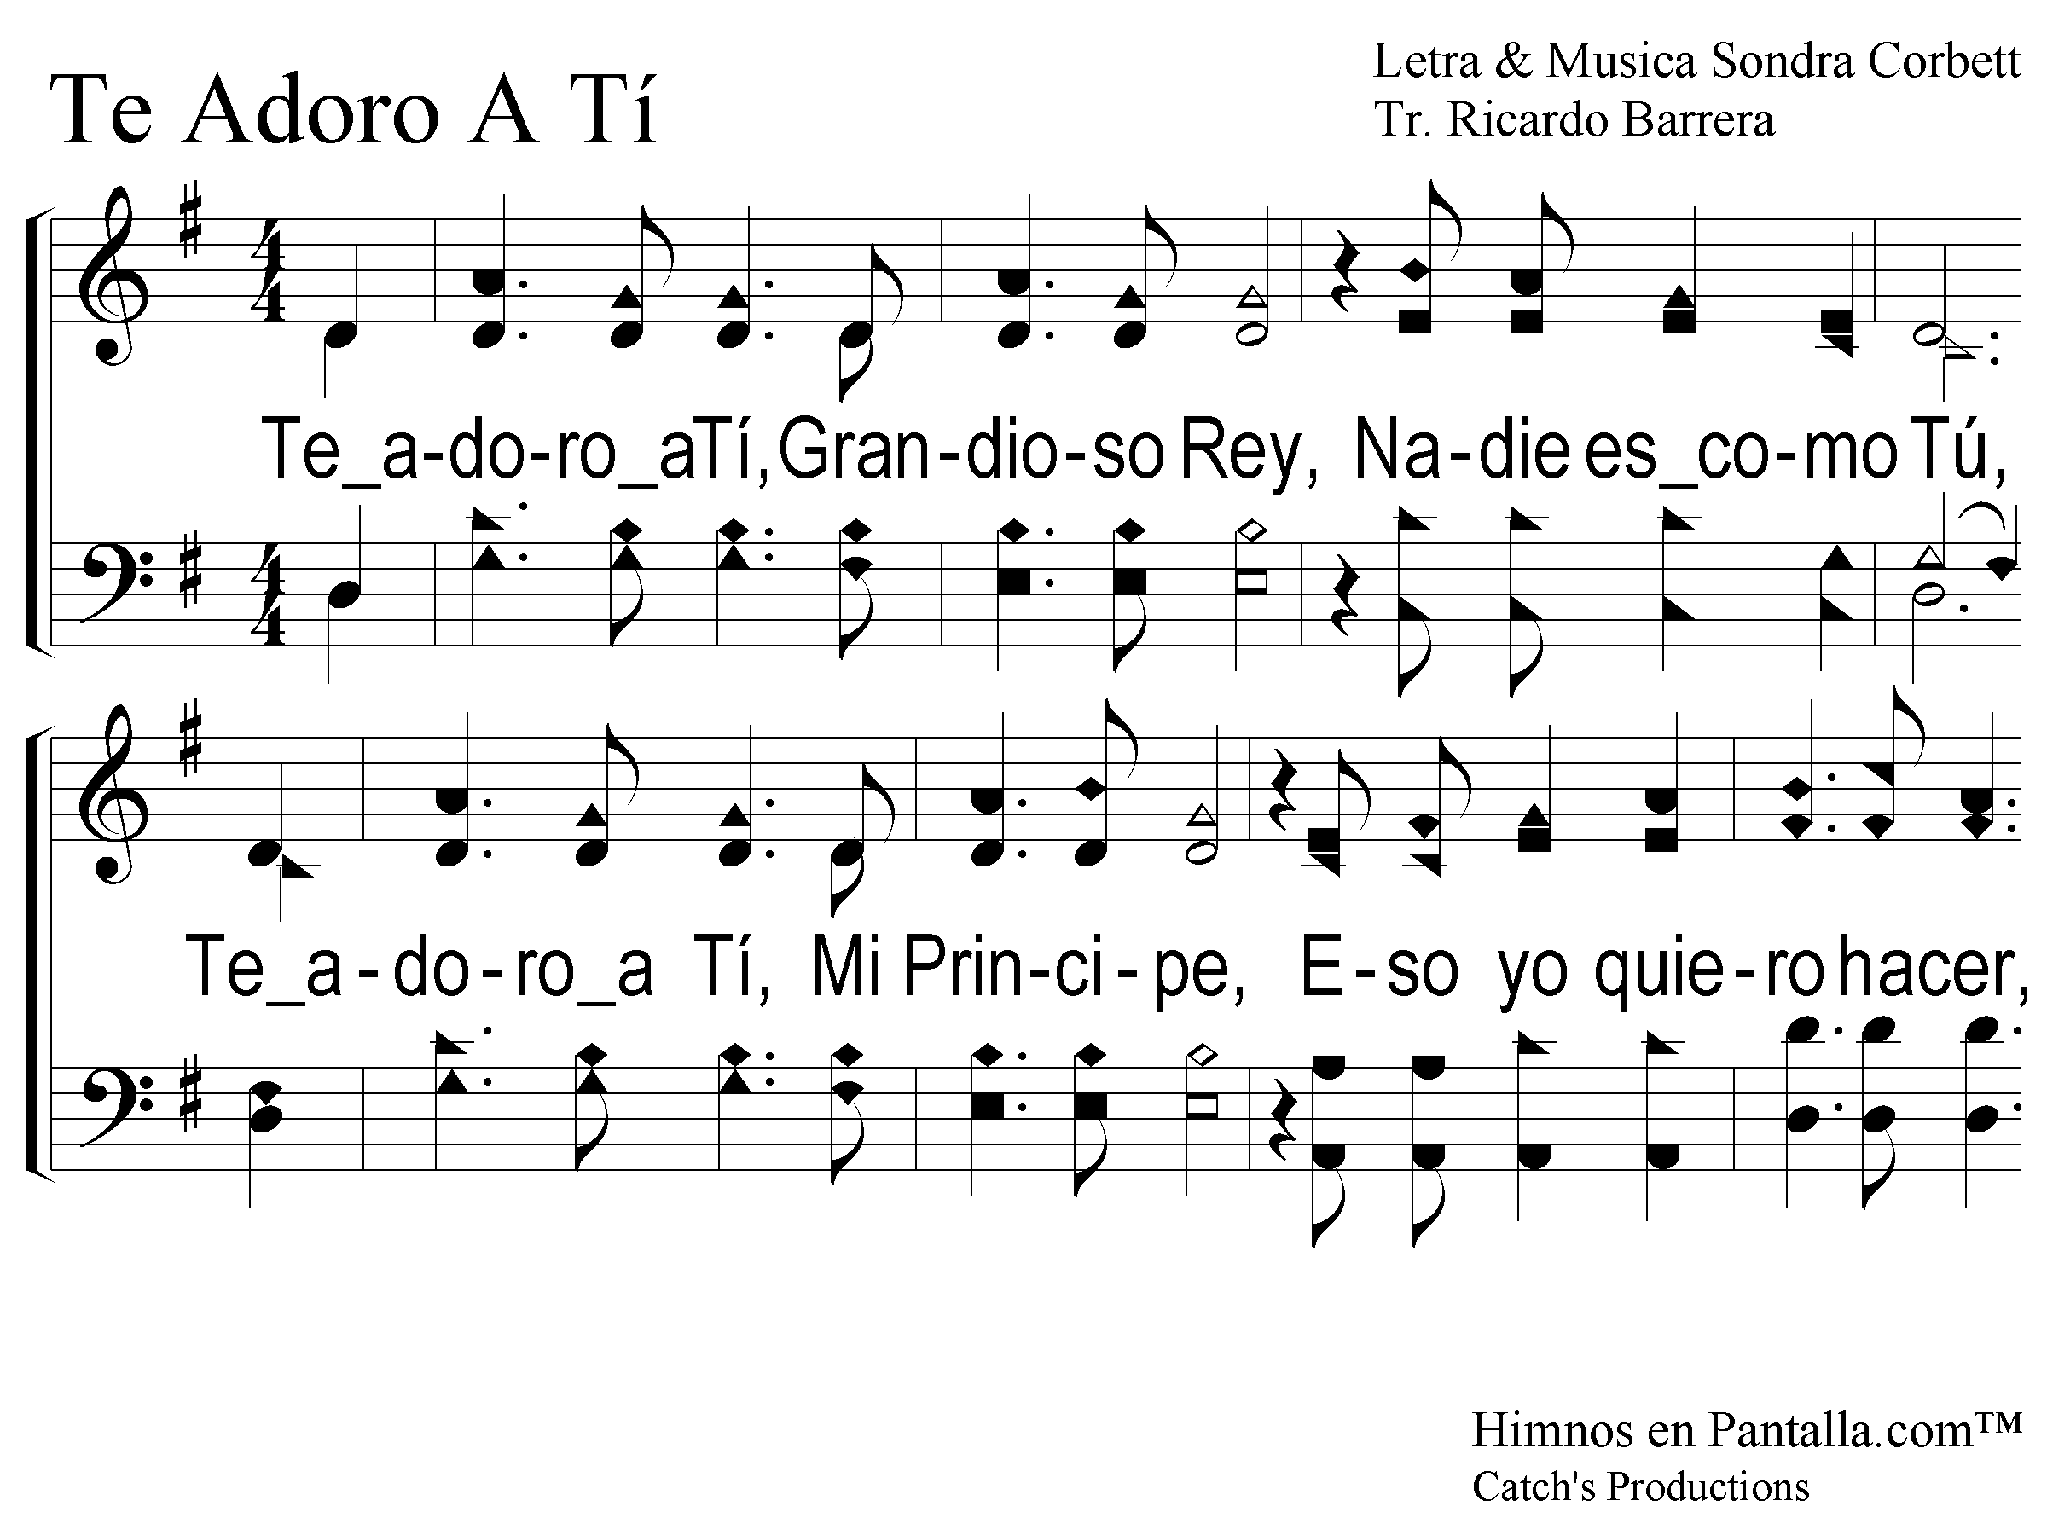 Te Adoro A Tí
Letra & Musica Sondra Corbett
Tr. Ricardo Barrera
Te_a-do-ro_aTí,Gran-dio-so Rey, Na-die es_co-mo Tú,
Te_a-do-ro_a Tí, Mi Prin-ci-pe, E-so yo quie-ro hacer,
Himnos en Pantalla.com™
Catch's Productions